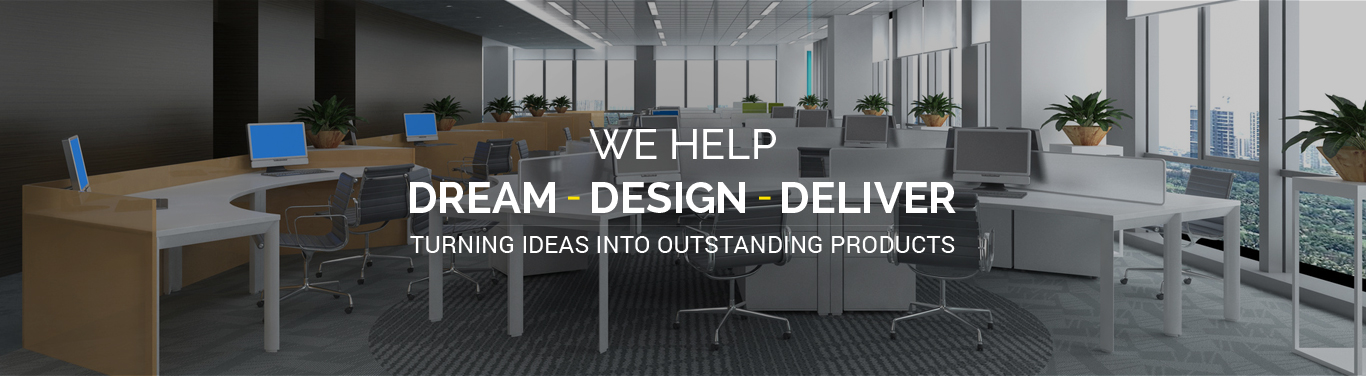 WE HELP
DREAM - DESIGN - DELIVER
TURNING IDEAS INTO OUTSTANDING PRODUCTS